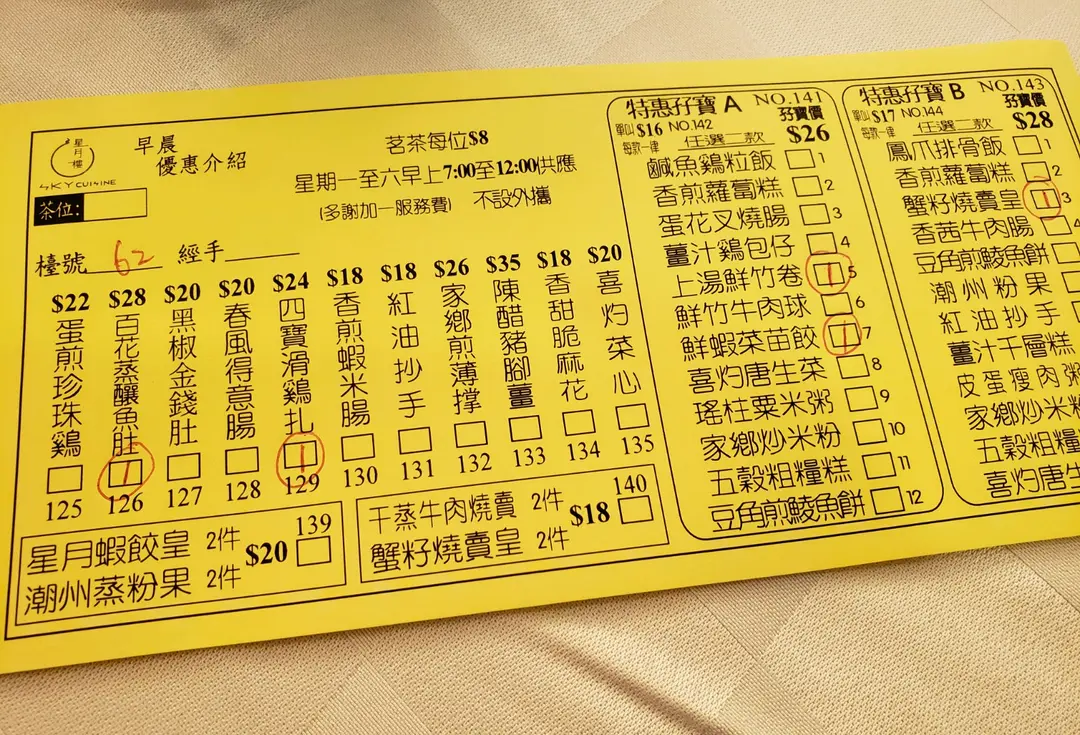 星月樓
SKY CUISINE
早晨
優惠介紹
茗茶每位$8
星期一至六早上7:00至12:00供應
(多謝加一服務費) 不設外攜
茶位:
檯號 62 經手
$22 蛋煎珍珠鷄 125
$28 百花蒸釀魚肚 1 126
$20 黑椒金錢肚 127
$20 春風得意腸 128
$24 四寶滑鷄扎 1 129
$18 香煎蝦米腸 130
$18 紅油抄手 131
$26 家鄉煎薄撑 132
$35 陳醋豬腳薑 133
$18 香甜脆麻花 134
$20 喜灼菜心 135
139
星月蝦餃皇 2件
潮州蒸粉果 2件
$20
140
干蒸牛肉燒賣 2件
蟹籽燒賣皇 2件
$18
特惠孖寶 A NO.141
單叫$16 NO.142 孖寶價
每款一律 任選二款 $26
鹹魚鷄粒飯 1
香煎蘿蔔糕 2
蛋花叉燒腸 3
薑汁鷄包仔 4
上湯鮮竹卷 1 5
鮮竹牛肉球 6
鮮蝦菜苗餃 1 7
喜灼唐生菜 8
瑤柱粟米粥 9
家鄉炒米粉 10
五穀粗糧糕 11
豆角煎鯪魚餅 12
特惠孖寶 B NO.143
單叫$17 NO.144 孖寶價
每款一律 任選二款 $28
鳳爪排骨飯 1
香煎蘿蔔糕 2
蟹籽燒賣皇 1 3
香茜牛肉腸 4
豆角煎鯪魚餅
潮州粉果
紅油抄手
薑汁千層糕
皮蛋瘦肉粥
家鄉炒米粉
五穀粗糧
喜灼唐生